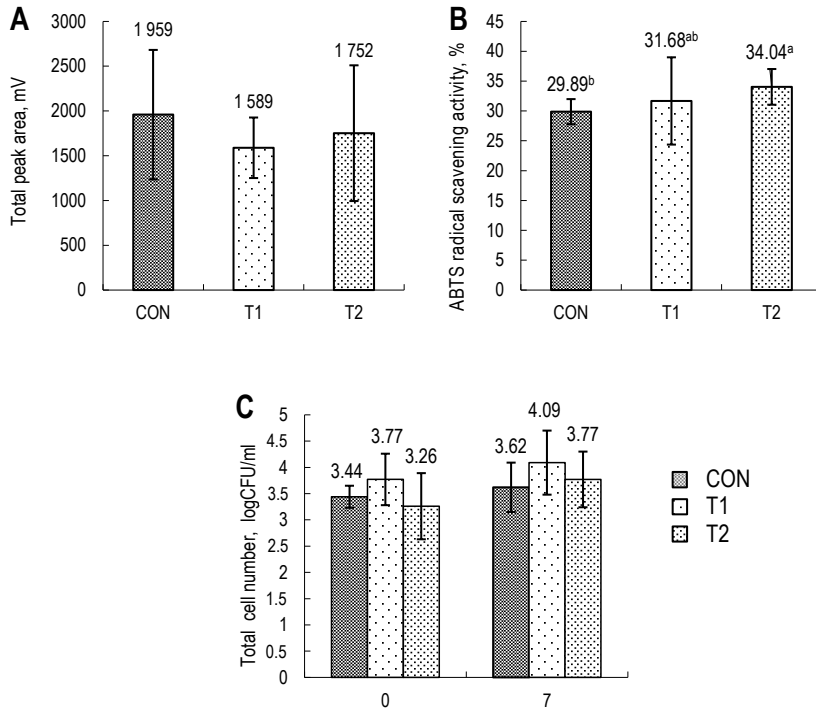 A
Total peak area, mV
3000
2500
2000
1500
1000
500
0
1 959
1 589
1 752
CON T1 T2
B
ABTS radical scavening activity, %
45
40
35
30
25
20
15
10
5
0
29.89b
31.68ab
34.04a
CON T1 T2
C
Total cell number, logCFU/ml
5
4.5
4
3.5
3
2.5
2
1.5
1
0.5
0
3.44
3.77
3.26
3.62
4.09
3.77
0 7
CON
T1
T2